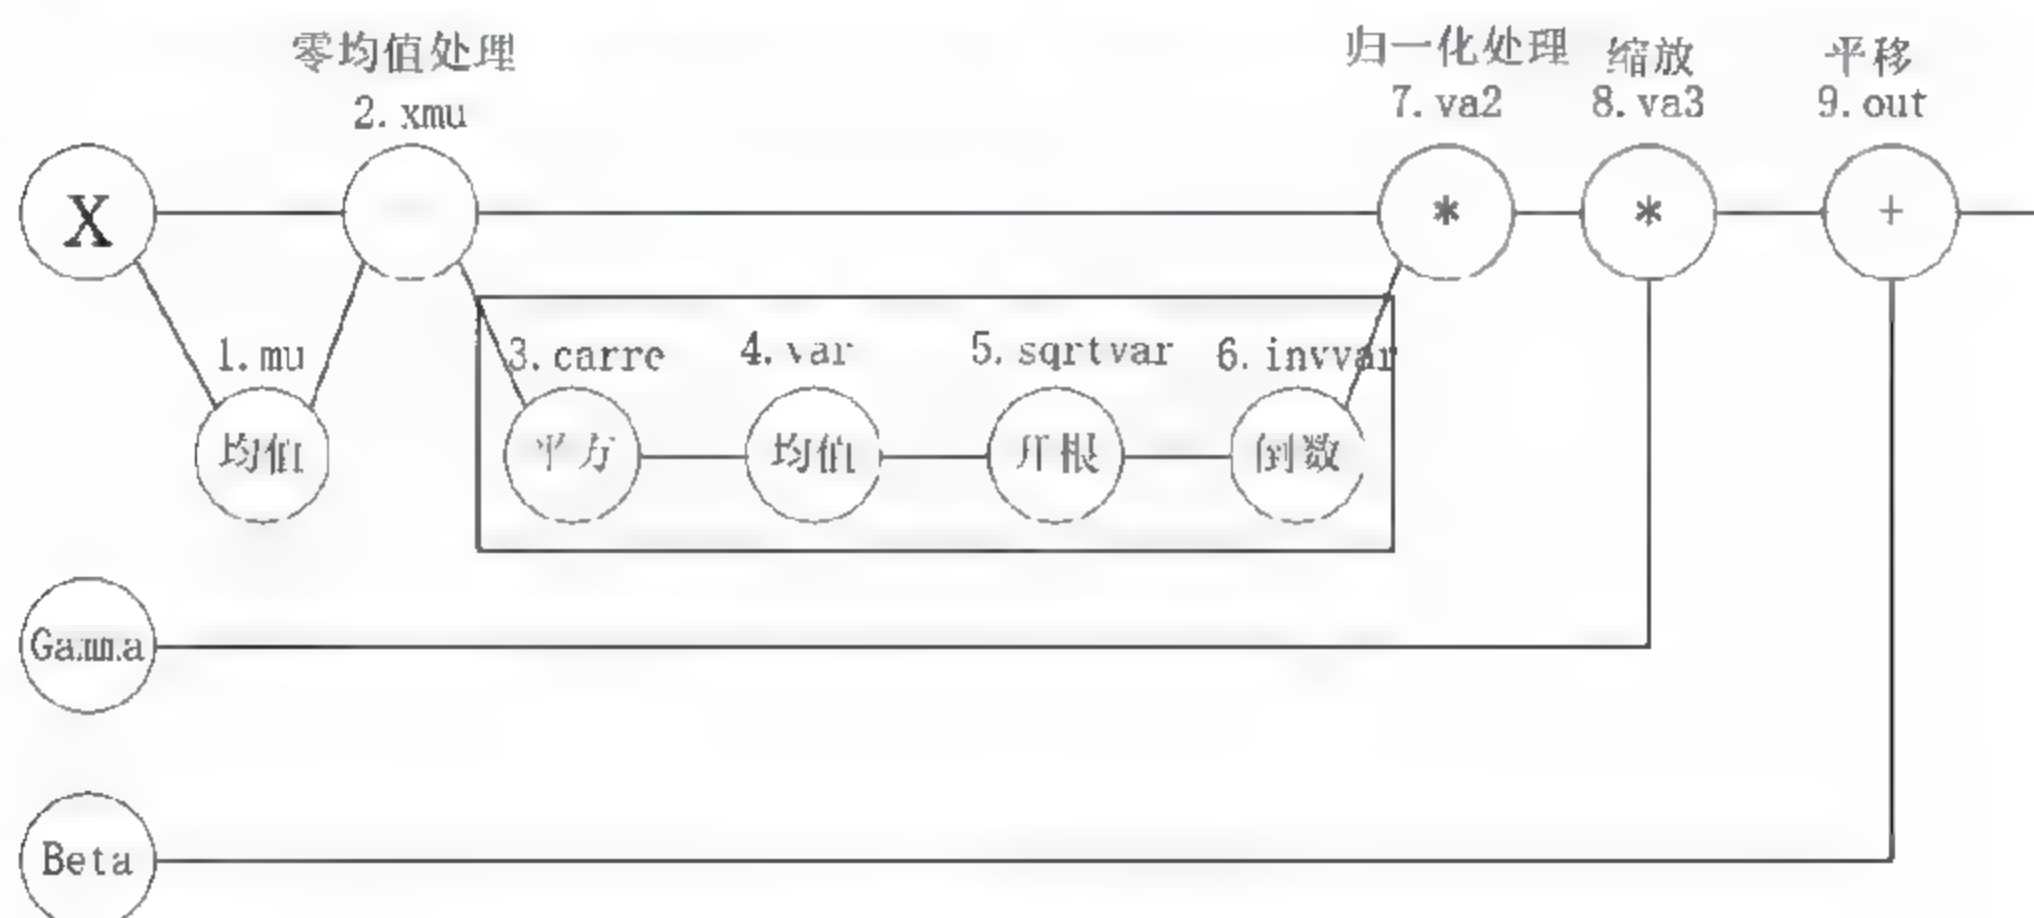 零均值处理
2.xmu
归一化处理
7.va2
缩放
8.va3
平移
9.out
X
*
*
+
1.mu
均值
3.carre
平方
4.var
均值
5.sqrtvar
开根
6.invvar
倒数
Gamma
Beta